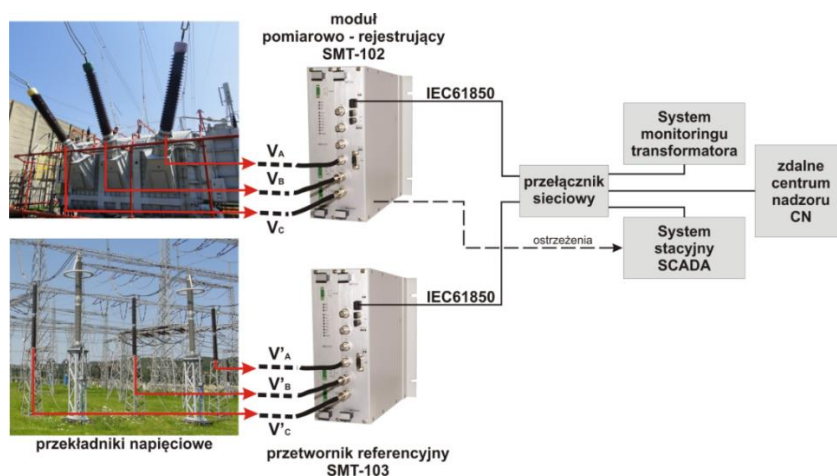 moduł
pomiarowo - rejestrujący
SMT-102
IEC61850
VA
VB
VC
przełącznik
sieciowy
System
monitoringu
transformatora
zdalne
centrum
nadzoru
CN
ostrzeżenia
System
stacyjny
SCADA
IEC61850
V'A
V'B
V'C
przekładniki napięciowe
przetwornik referencyjny
SMT-103